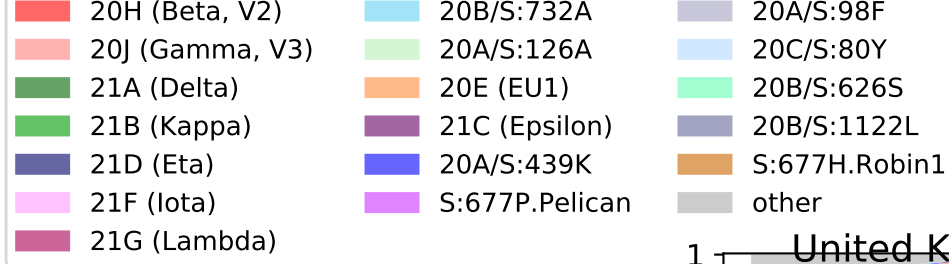 20H (Beta, V2) 20B/S:732A 20A/S:98F
20J (Gamma, V3) 20A/S:126A 20C/S:80Y
21A (Delta) 20E (EU1) 20B/S:626S
21B (Kappa) 21C (Epsilon) 20B/S:1122L
21D (Eta) 20A/S:439K S:677H.Robin1
21F (Iota) S:677P.Pelican other
21G (Lambda)
1 United K